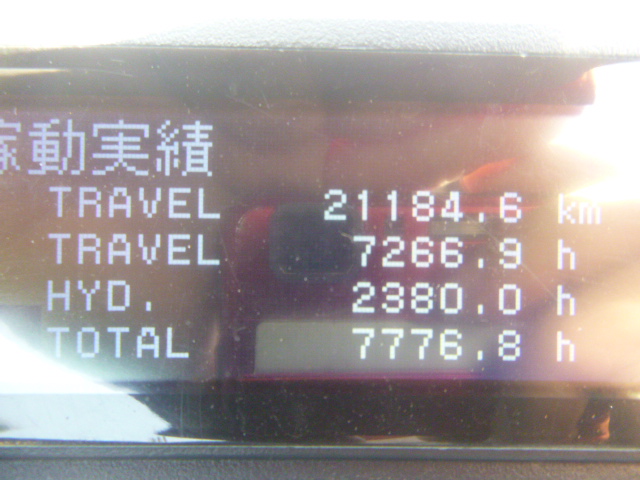 稼動実績
TRAVEL 21184.6 km
TRAVEL 7266.9 h
HYD. 2380.0 h
TOTAL 7776.8 h